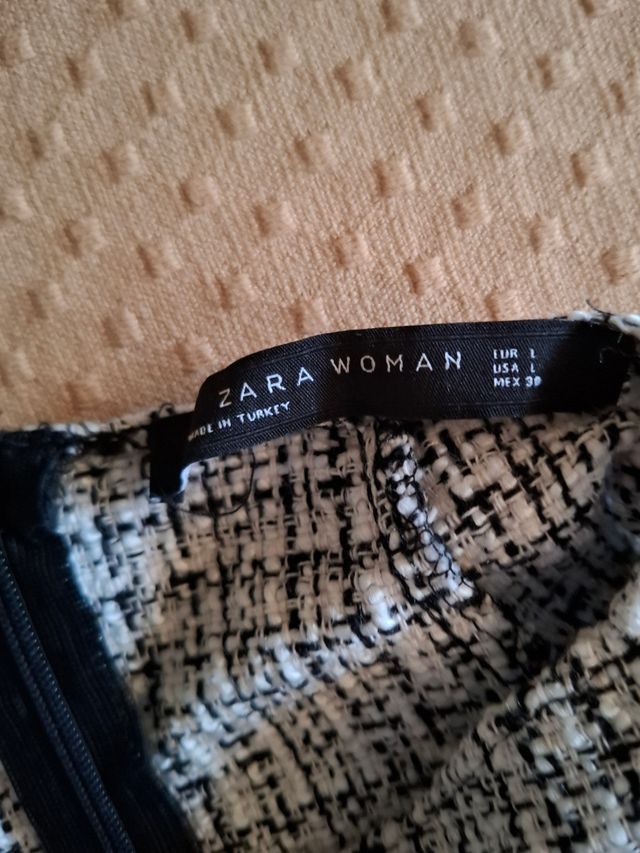 ZARA WOMAN
MADE IN TURKEY
EUR L
USA L
MEX 30